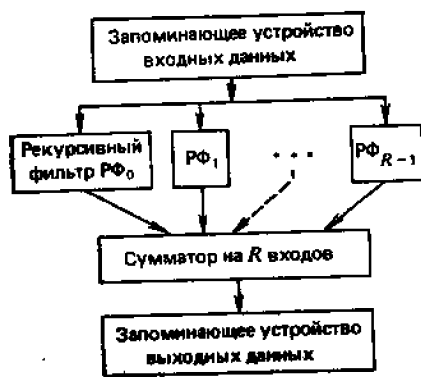 Запоминающее устройство
входных данных
Рекурсивный
фильтр РФ₀
РФ₁
. . .
РФ_{R−1}
Сумматор на R входов
Запоминающее устройство
выходных данных